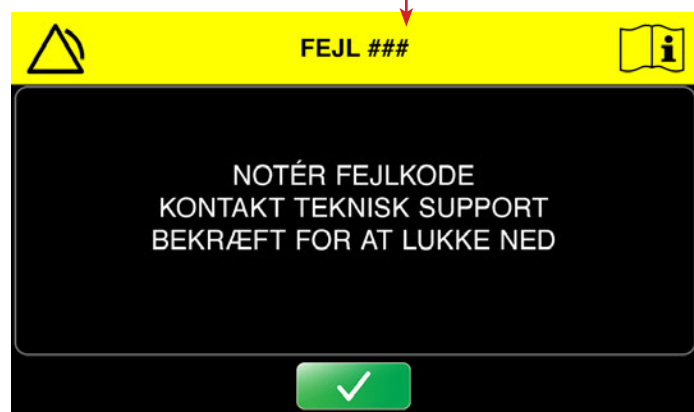 FEJL ###
NOTÉR FEJLKODE
KONTAKT TEKNISK SUPPORT
BEKRÆFT FOR AT LUKKE NED